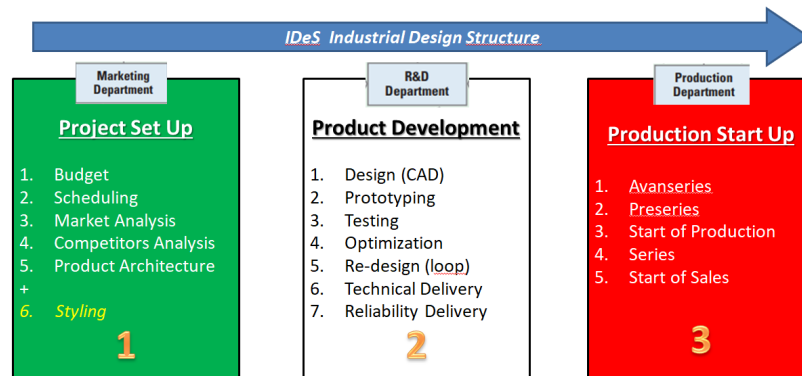 IDeS Industrial Design Structure
Marketing
Department
Project Set Up
1. Budget
2. Scheduling
3. Market Analysis
4. Competitors Analysis
5. Product Architecture
+
6. Styling
1
R&D
Department
Product Development
1. Design (CAD)
2. Prototyping
3. Testing
4. Optimization
5. Re-design (loop)
6. Technical Delivery
7. Reliability Delivery
2
Production
Department
Production Start Up
1. Avanseries
2. Preseries
3. Start of Production
4. Series
5. Start of Sales
3